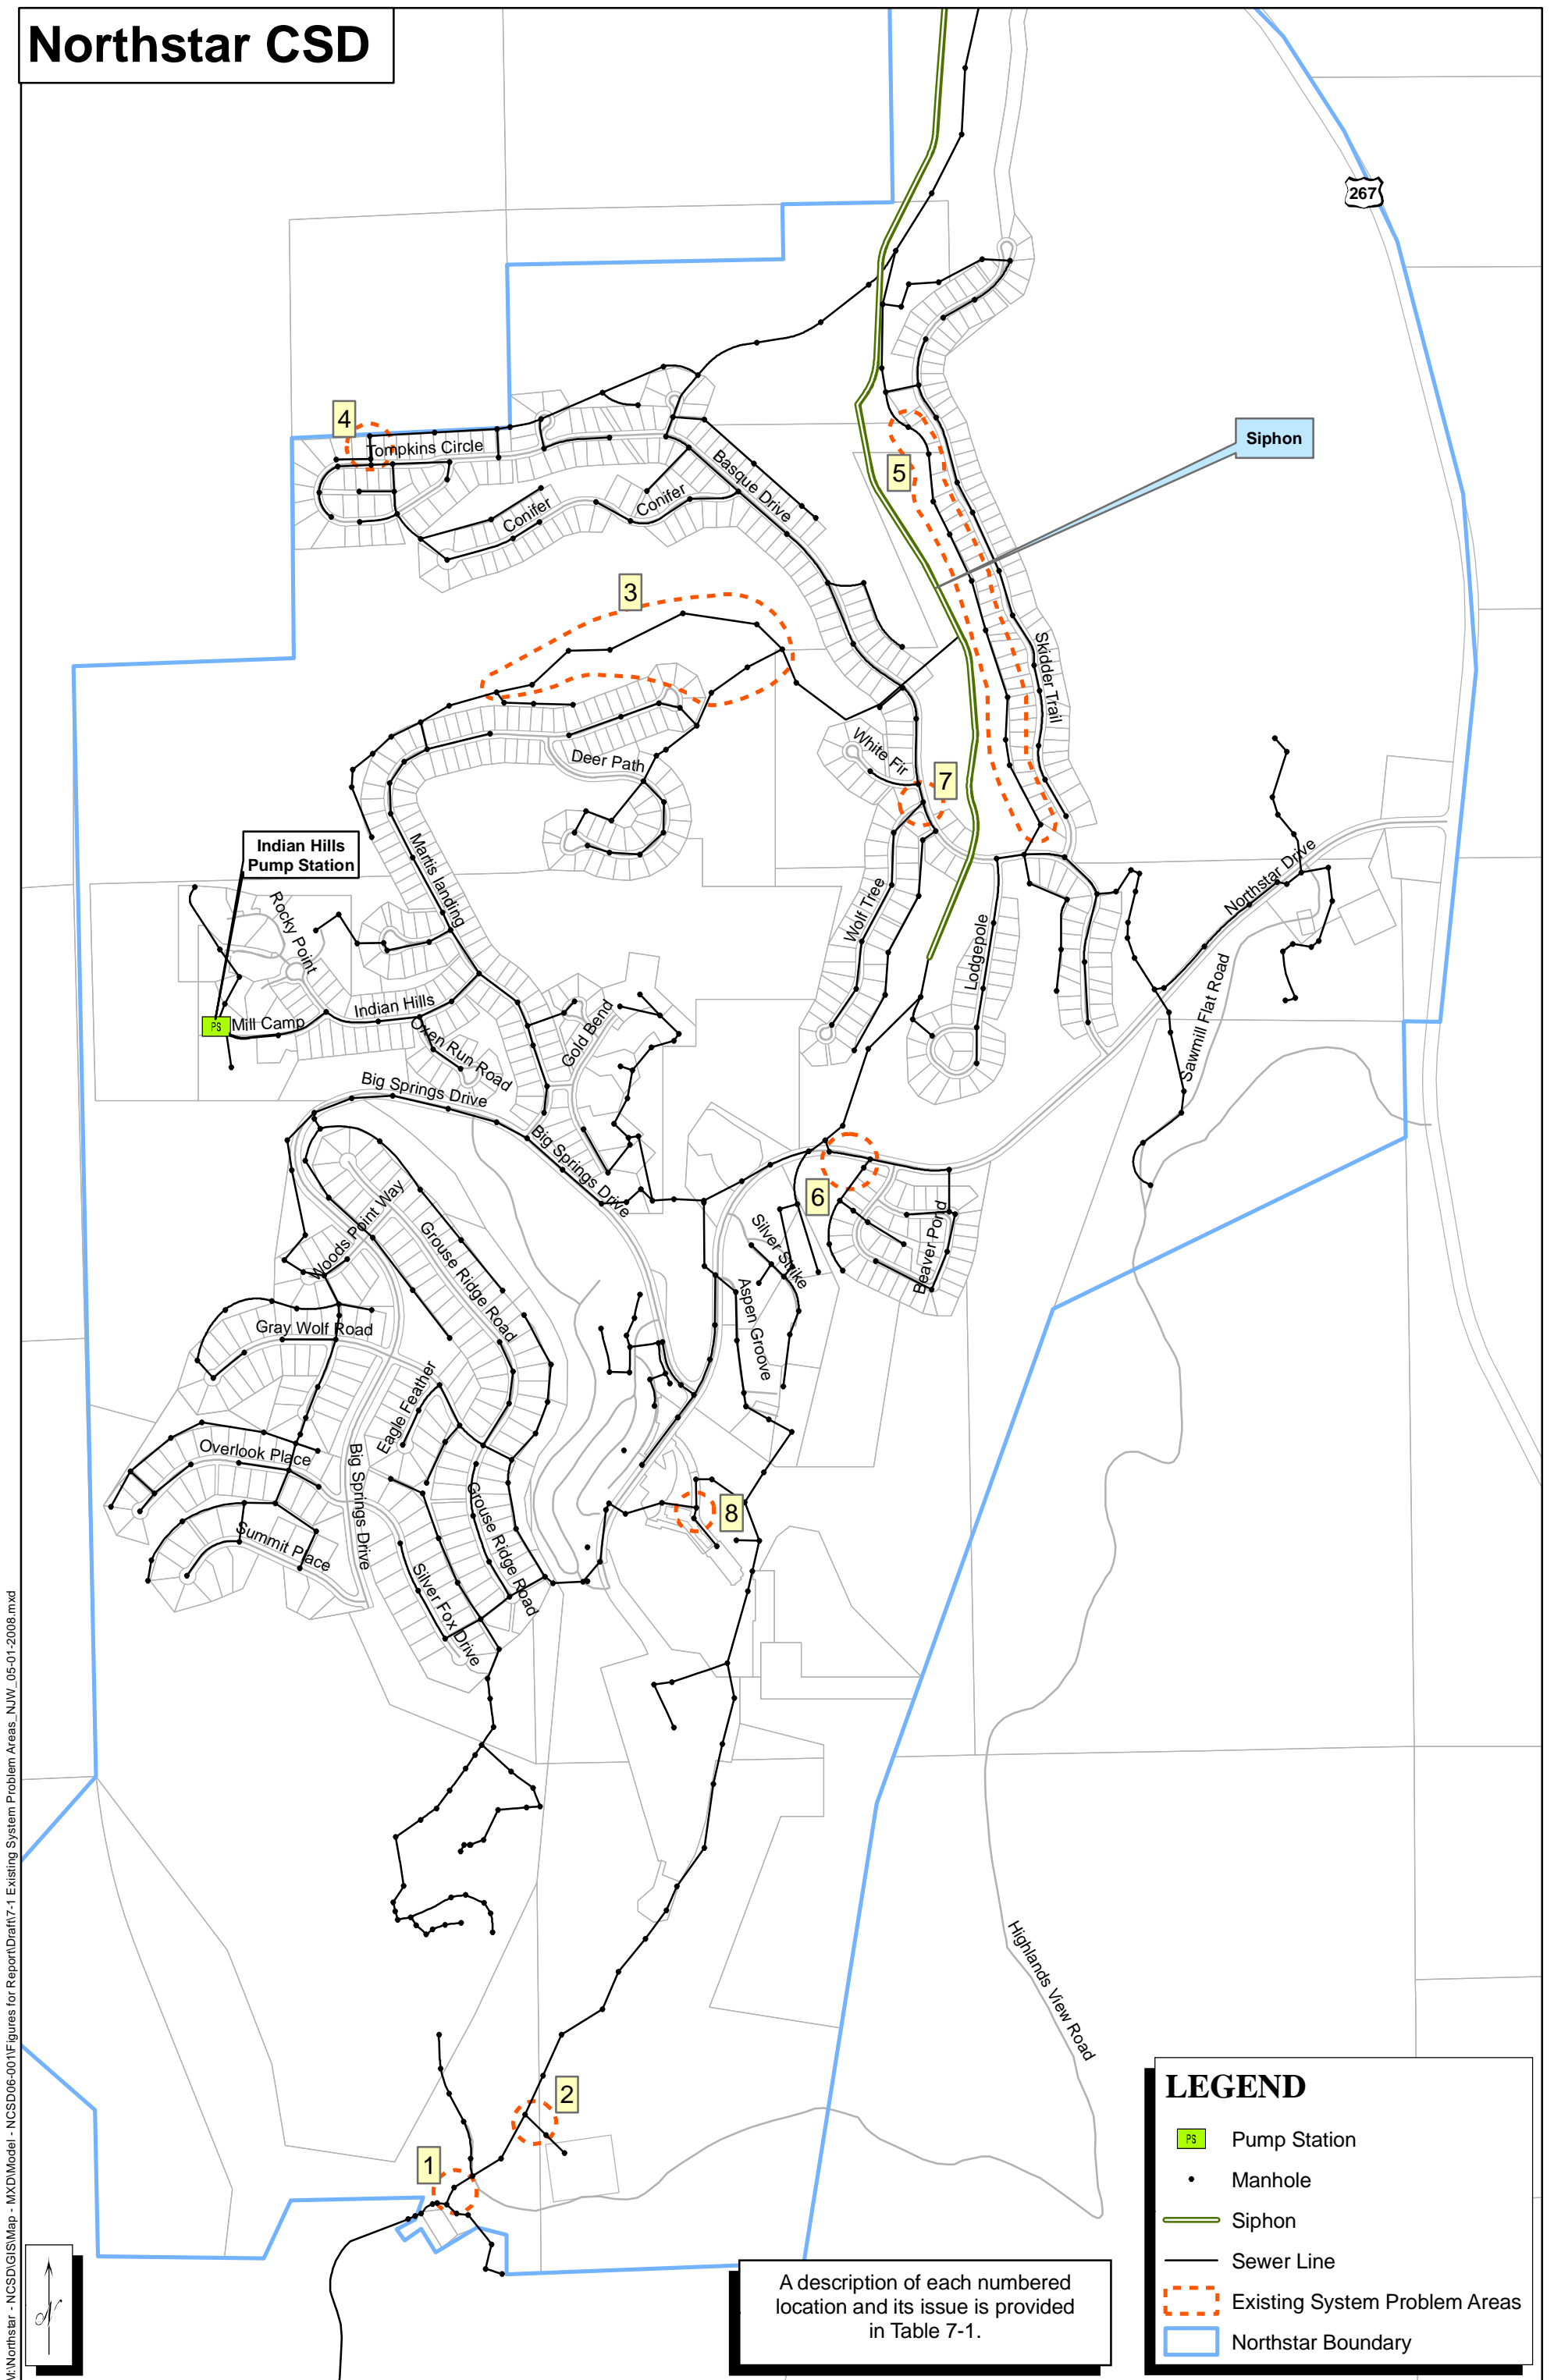 Northstar CSD
267
4
Tompkins Circle
Siphon
5
Basque Drive
Conifer
Conifer
3
Skidder Trail
White Fir
Deer Path
7
Indian Hills
Pump Station
Martis landing
Northstar Drive
Wolf Tree
Rocky Point
Lodgepole
Indian Hills
Sawmill Flat Road
PS
Mill Camp
Oxen Run Road
Gold Bend
Big Springs Drive
Big Springs Drive
6
Woods Point Way
Grouse Ridge Road
Silver Strike
Beaver Pond
Gray Wolf Road
Aspen Groove
Eagle Feather
Overlook Place
Big Springs Drive
Grouse Ridge Road
8
Summit Place
Silver Fox Drive
Highlands View Road
2
1
LEGEND
PS Pump Station
Manhole
Siphon
Sewer Line
Existing System Problem Areas
Northstar Boundary
A description of each numbered
location and its issue is provided
in Table 7-1.
N
M:\Northstar - NCSD\GIS\Map - MXD\Model - NCSD06-001\Figures for Report\Draft\7-1 Existing System Problem Areas_NJW_05-01-2008.mxd